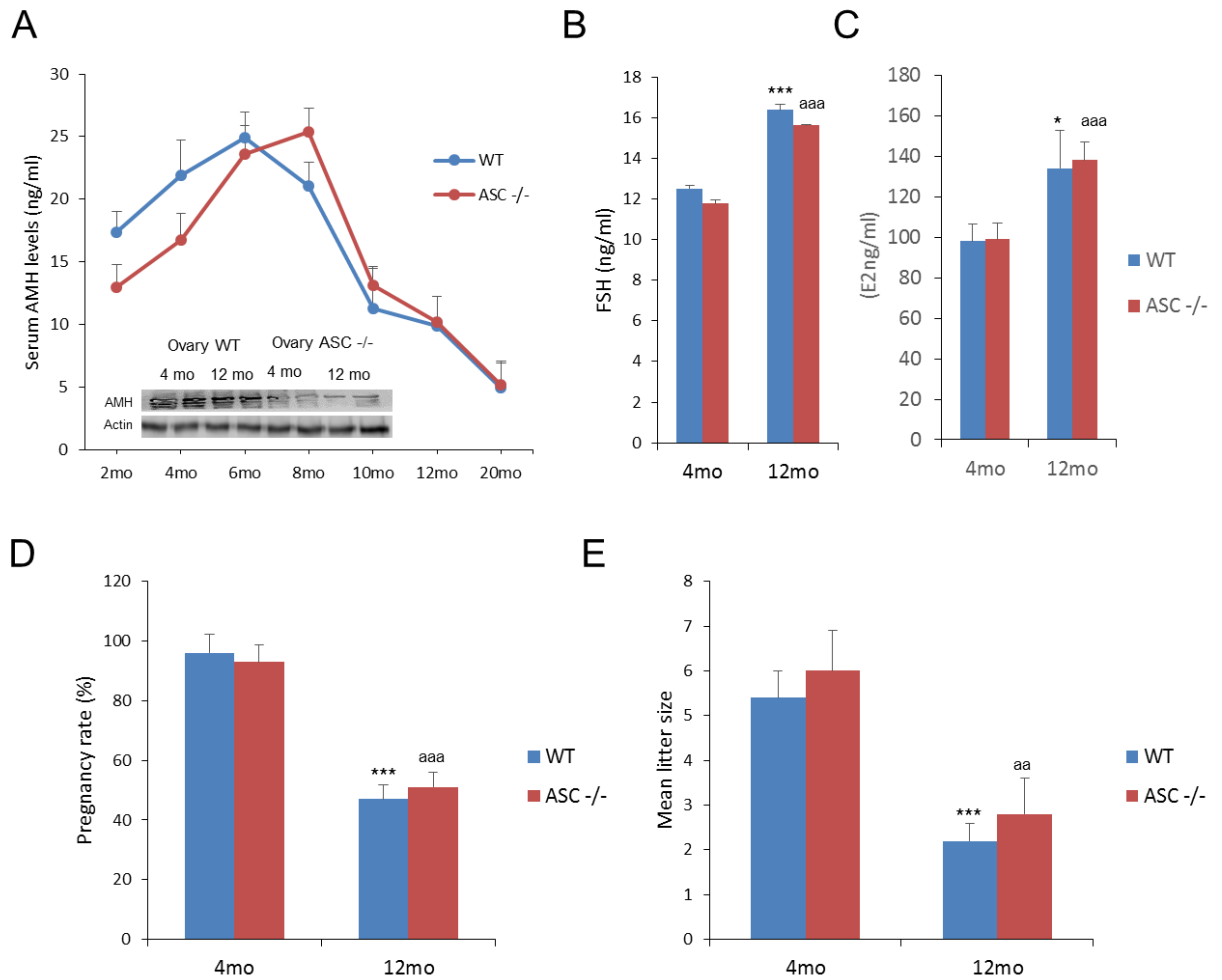 A
Serum AMH levels (ng/ml)
30
25
20
15
10
5
0
2mo 4mo 6mo 8mo 10mo 12mo 20mo
WT
ASC -/-
Ovary WT Ovary ASC -/-
4 mo 12 mo 4 mo 12 mo
AMH
Actin
B
FSH (ng/ml)
18
16
14
12
10
8
6
4
2
0
*** aaa
4mo 12mo
C
(E2ng/ml)
180
160
140
120
100
80
60
40
20
0
* aaa
4mo 12mo
WT
ASC -/-
D
Pregnancy rate (%)
120
100
80
60
40
20
0
*** aaa
4mo 12mo
WT
ASC -/-
E
Mean litter size
8
7
6
5
4
3
2
1
0
*** aa
4mo 12mo
WT
ASC -/-